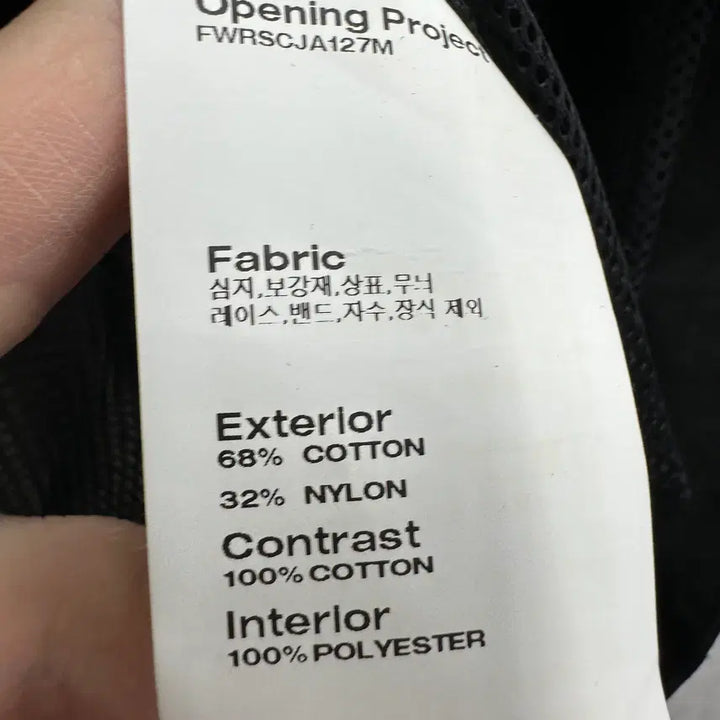 Opening Project
FWRSCJA127M
Fabric
심지,보강재,상표,무늬
레이스,밴드,자수,장식 제외
Exterior
68% COTTON
32% NYLON
Contrast
100% COTTON
Interior
100% POLYESTER